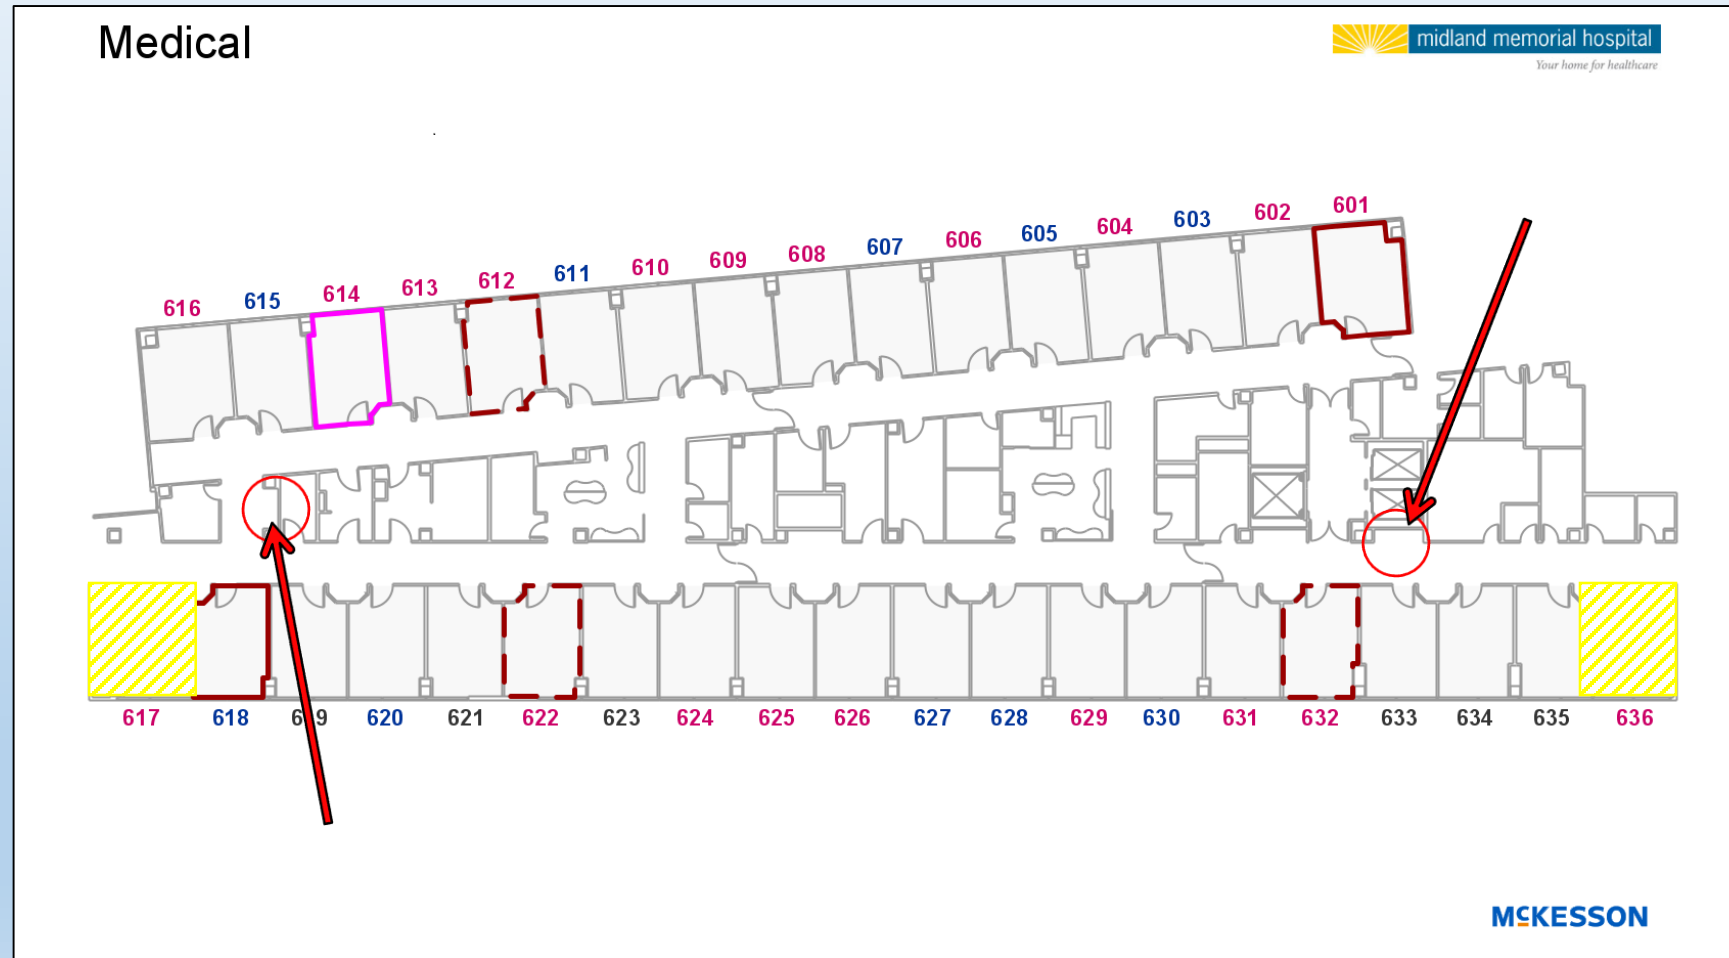 Medical
midland memorial hospital
Your home for healthcare
616 615 614 613 612 611 610 609 608 607 606 605 604 603 602 601
617 618 619 620 621 622 623 624 625 626 627 628 629 630 631 632 633 634 635 636
MCKESSON